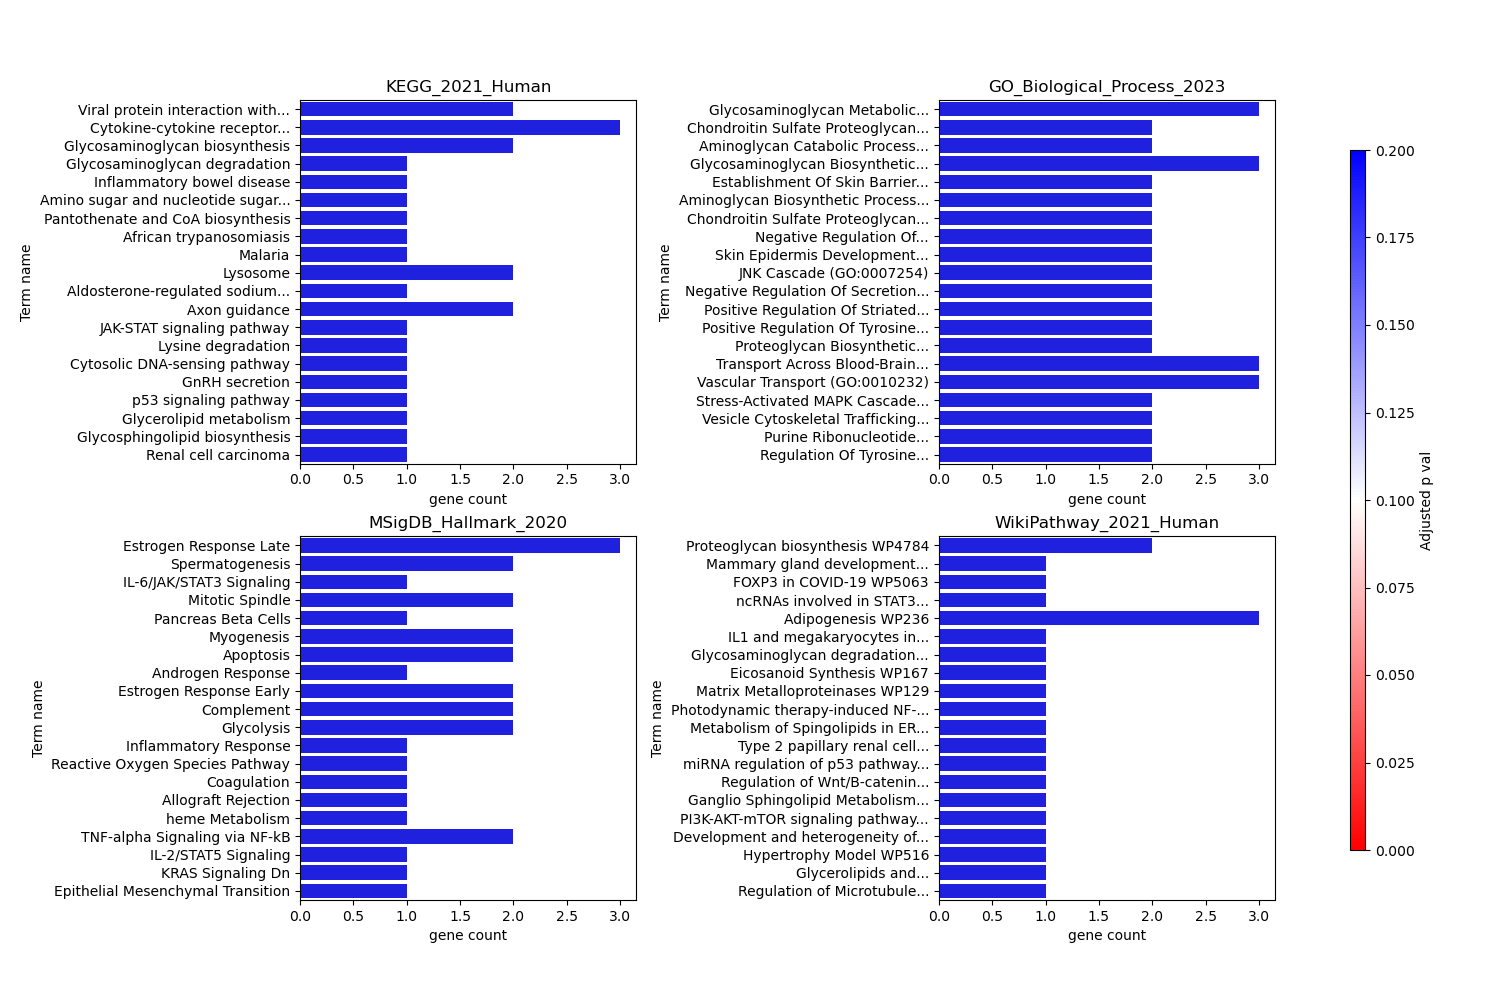 KEGG_2021_Human
Term name
Viral protein interaction with...
Cytokine-cytokine receptor...
Glycosaminoglycan biosynthesis
Glycosaminoglycan degradation
Inflammatory bowel disease
Amino sugar and nucleotide sugar...
Pantothenate and CoA biosynthesis
African trypanosomiasis
Malaria
Lysosome
Aldosterone-regulated sodium...
Axon guidance
JAK-STAT signaling pathway
Lysine degradation
Cytosolic DNA-sensing pathway
GnRH secretion
p53 signaling pathway
Glycerolipid metabolism
Glycosphingolipid biosynthesis
Renal cell carcinoma
0.0 0.5 1.0 1.5 2.0 2.5 3.0
gene count
GO_Biological_Process_2023
Term name
Glycosaminoglycan Metabolic...
Chondroitin Sulfate Proteoglycan...
Aminoglycan Catabolic Process...
Glycosaminoglycan Biosynthetic...
Establishment Of Skin Barrier...
Aminoglycan Biosynthetic Process...
Chondroitin Sulfate Proteoglycan...
Negative Regulation Of...
Skin Epidermis Development...
JNK Cascade (GO:0007254)
Negative Regulation Of Secretion...
Positive Regulation Of Striated...
Positive Regulation Of Tyrosine...
Proteoglycan Biosynthetic...
Transport Across Blood-Brain...
Vascular Transport (GO:0010232)
Stress-Activated MAPK Cascade...
Vesicle Cytoskeletal Trafficking...
Purine Ribonucleotide...
Regulation Of Tyrosine...
0.0 0.5 1.0 1.5 2.0 2.5 3.0
gene count
MSigDB_Hallmark_2020
Term name
Estrogen Response Late
Spermatogenesis
IL-6/JAK/STAT3 Signaling
Mitotic Spindle
Pancreas Beta Cells
Myogenesis
Apoptosis
Androgen Response
Estrogen Response Early
Complement
Glycolysis
Inflammatory Response
Reactive Oxygen Species Pathway
Coagulation
Allograft Rejection
heme Metabolism
TNF-alpha Signaling via NF-kB
IL-2/STAT5 Signaling
KRAS Signaling Dn
Epithelial Mesenchymal Transition
0.0 0.5 1.0 1.5 2.0 2.5 3.0
gene count
WikiPathway_2021_Human
Term name
Proteoglycan biosynthesis WP4784
Mammary gland development...
FOXP3 in COVID-19 WP5063
ncRNAs involved in STAT3...
Adipogenesis WP236
IL1 and megakaryocytes in...
Glycosaminoglycan degradation...
Eicosanoid Synthesis WP167
Matrix Metalloproteinases WP129
Photodynamic therapy-induced NF-...
Metabolism of Spingolipids in ER...
Type 2 papillary renal cell...
miRNA regulation of p53 pathway...
Regulation of Wnt/B-catenin...
Ganglio Sphingolipid Metabolism...
PI3K-AKT-mTOR signaling pathway...
Development and heterogeneity of...
Hypertrophy Model WP516
Glycerolipids and...
Regulation of Microtubule...
0.0 0.5 1.0 1.5 2.0 2.5 3.0
gene count
0.200
0.175
0.150
0.125
0.100
0.075
0.050
0.025
0.000
Adjusted p val